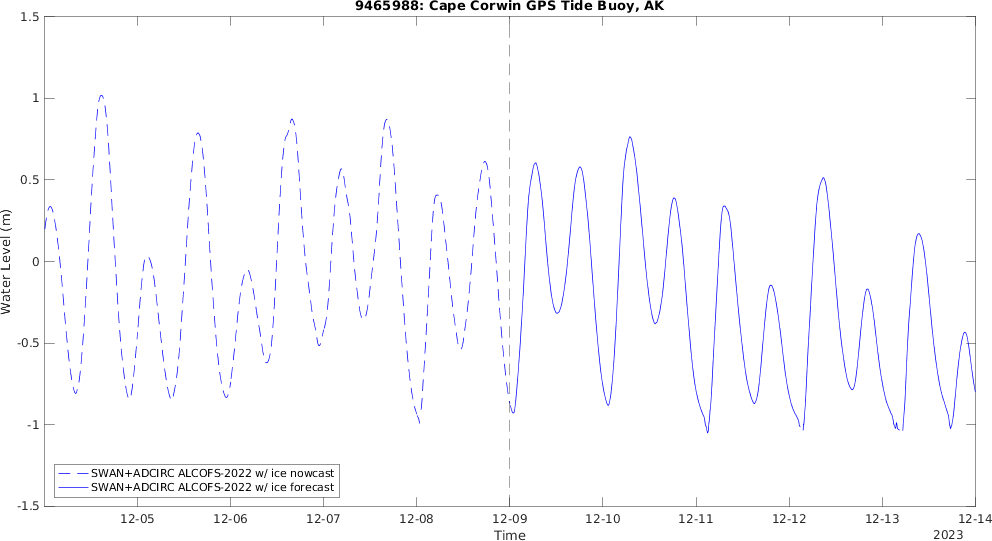 9465988: Cape Corwin GPS Tide Buoy, AK
1.5
1
0.5
0
-0.5
-1
-1.5
Water Level (m)
SWAN+ADCIRC ALCOFS-2022 w/ ice nowcast
SWAN+ADCIRC ALCOFS-2022 w/ ice forecast
12-05 12-06 12-07 12-08 12-09 12-10 12-11 12-12 12-13 12-14
Time
2023